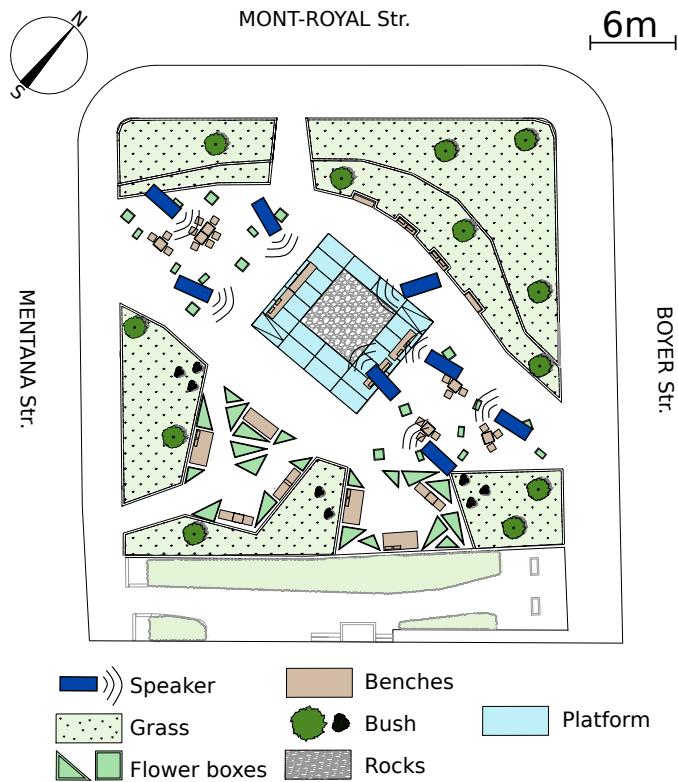 MONT-ROYAL Str.
6m
N
S
MENTANA Str.
BOYER Str.
Speaker
Benches
Grass
Bush
Platform
Flower boxes
Rocks